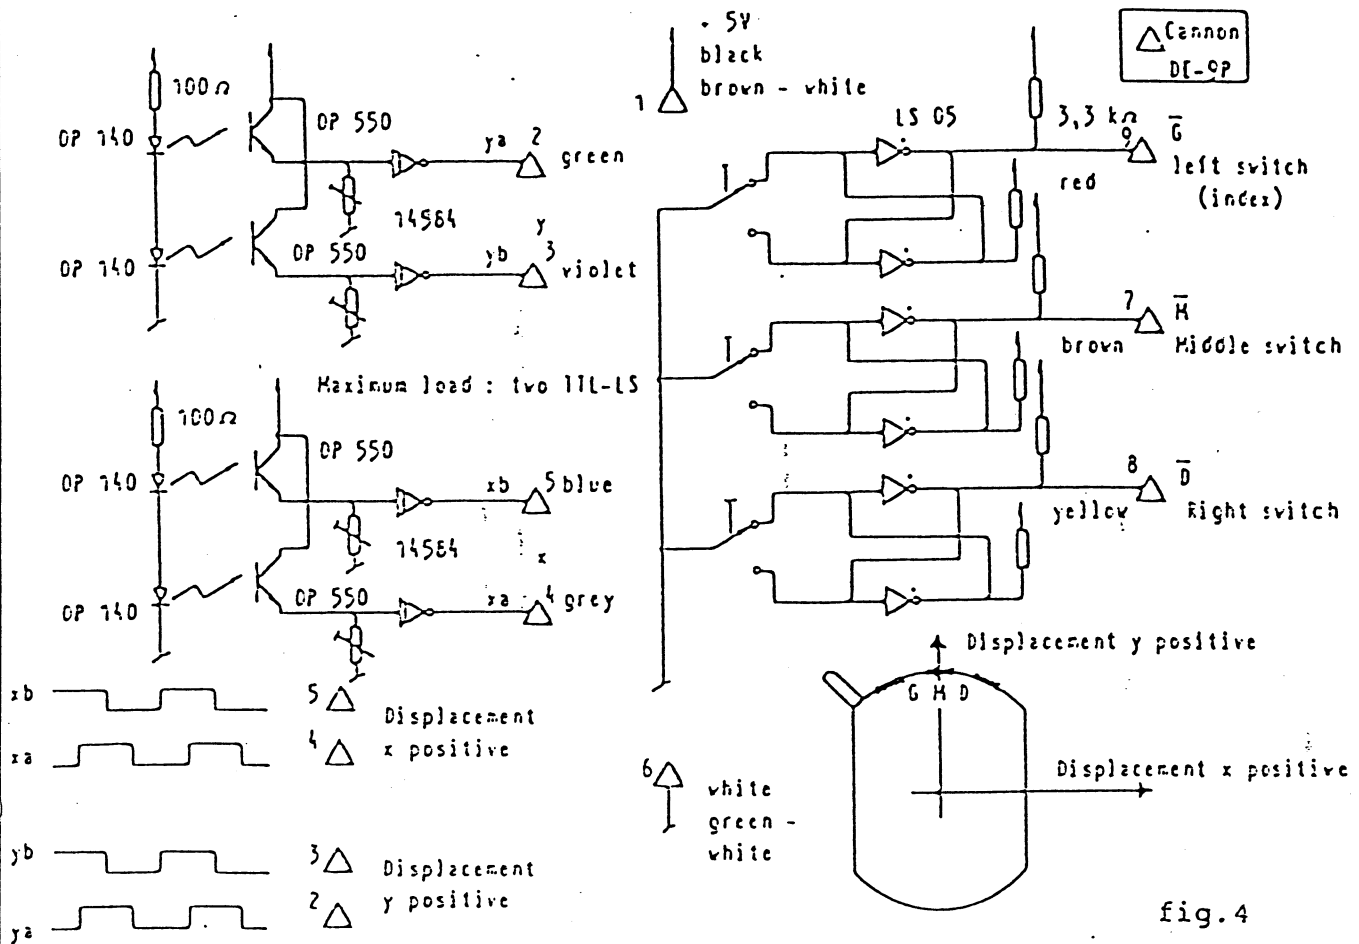 + 5V
black
brown - white
1
Cannon
DE-9P
100Ω
OP 140
OP 550
ya
2
green
14584
y
OP 140
OP 550
yb
3
violet
LS 05
3,3 kΩ
9
G
red
left switch
(index)
7
M
brown
Middle switch
8
D
yellow
Right switch
Maximum load : two TTL-LS
100Ω
OP 140
OP 550
xb
5
blue
14584
x
OP 140
OP 550
xa
4
grey
xb
5
Displacement
xa
4
x positive
yb
3
Displacement
ya
2
y positive
6
white
green -
white
Displacement y positive
G M D
Displacement x positive
fig.4